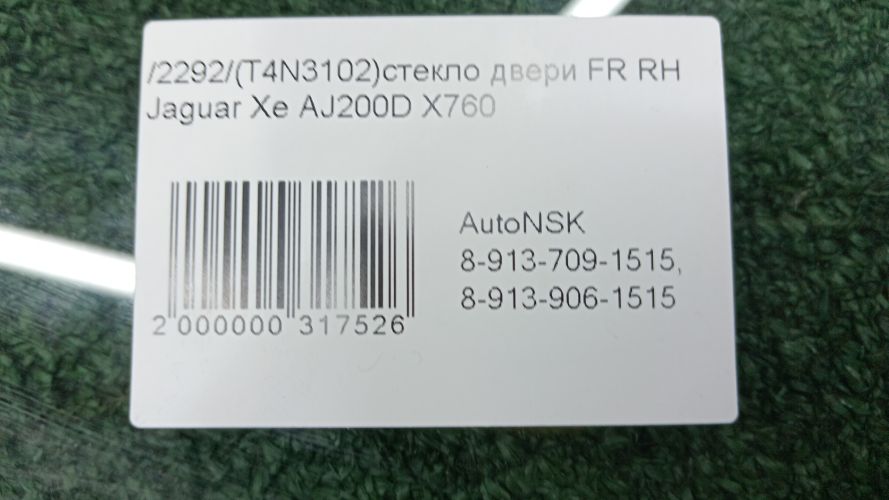 /2292/(T4N3102)стекло двери FR RH
Jaguar Xe AJ200D X760
AutoNSK
8-913-709-1515,
8-913-906-1515
2 000000 317526